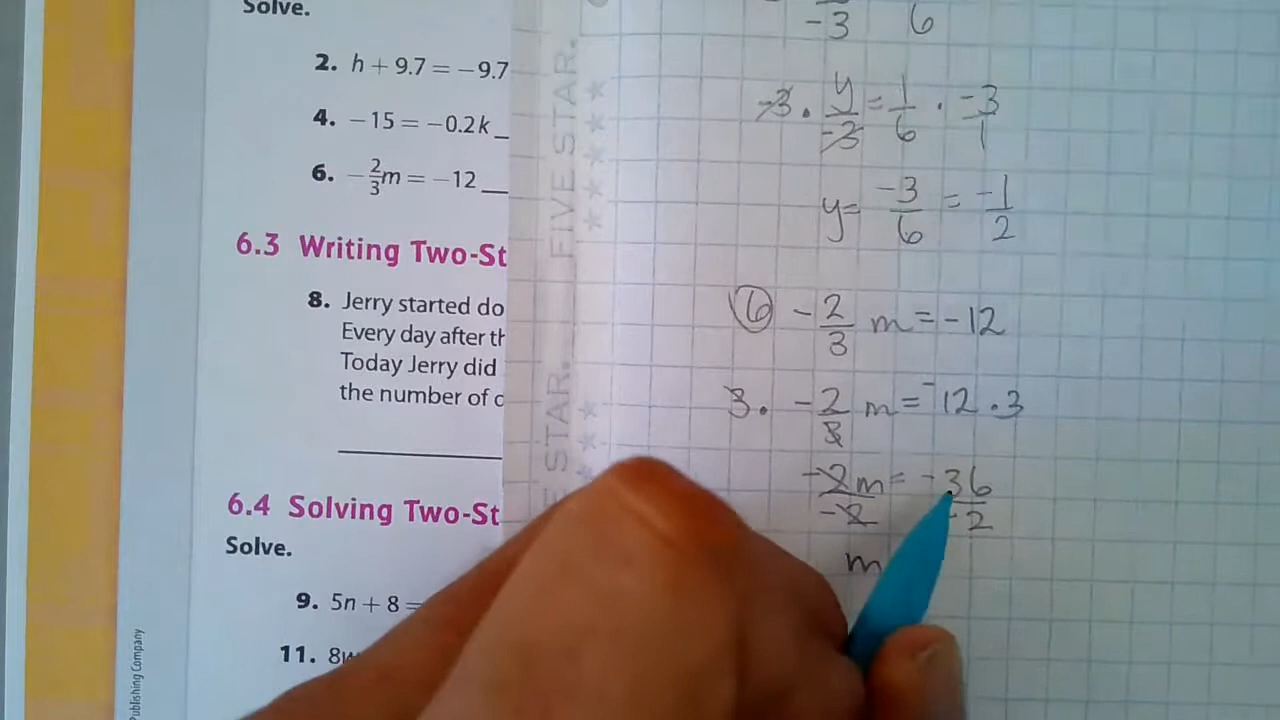 Solve.
2. h + 9.7 = -9.7
4. -15 = -0.2k
6. -2/3 m = -12
6.3 Writing Two-St
8. Jerry started do
Every day after th
Today Jerry did
the number of c
6.4 Solving Two-St
Solve.
9. 5n + 8 =
11. 8w
Publishing Company
FIVE STAR.
STAR.
-3 6
-3 · y/-3 = 1/6 · -3/1
y = -3/6 = -1/2
6 -2/3 m = -12
3 · -2/3 m = -12 · 3
-2m/-2 = -36/-2
m